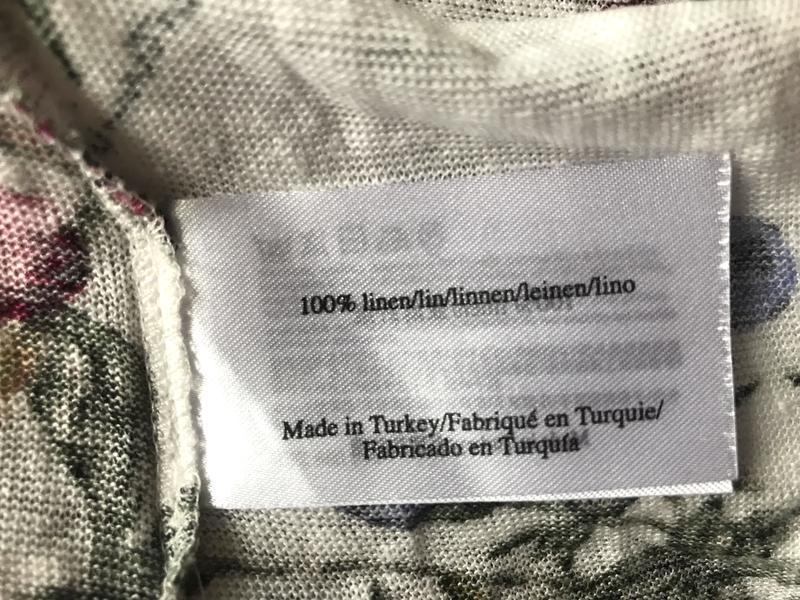 100% linen/lin/linnen/leinen/lino
Made in Turkey/Fabriqué en Turquie/
Fabricado en Turquía